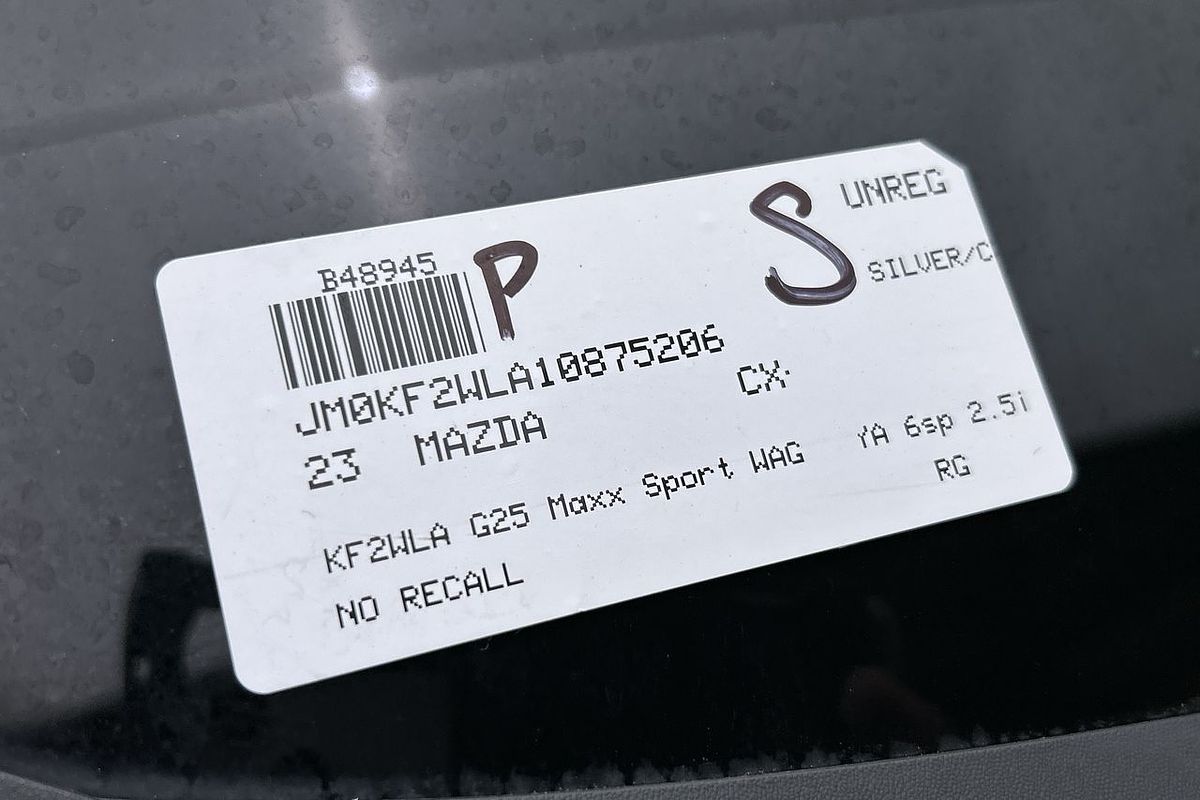 B48945 P S UNREG
SILVER/C
JM0KF2WLA10875206
23 MAZDA CX-
KF2WLA G25 Maxx Sport WAG YA 6sp 2.5i
NO RECALL RG